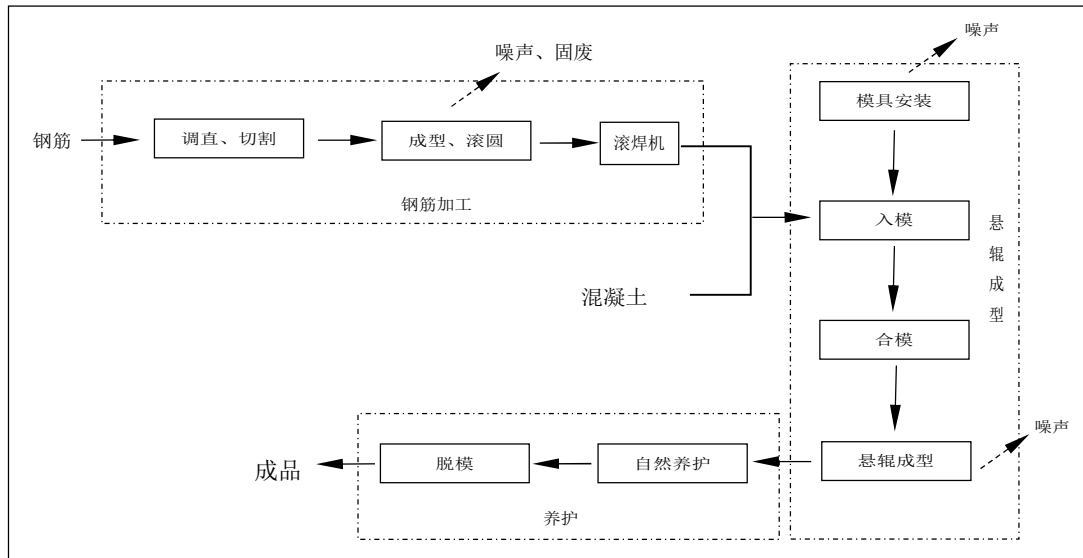 噪声
噪声、固废
模具安装
钢筋
调直、切割
成型、滚圆
滚焊机
钢筋加工
入模
悬辊成型
混凝土
合模
噪声
成品
脱模
自然养护
悬辊成型
养护